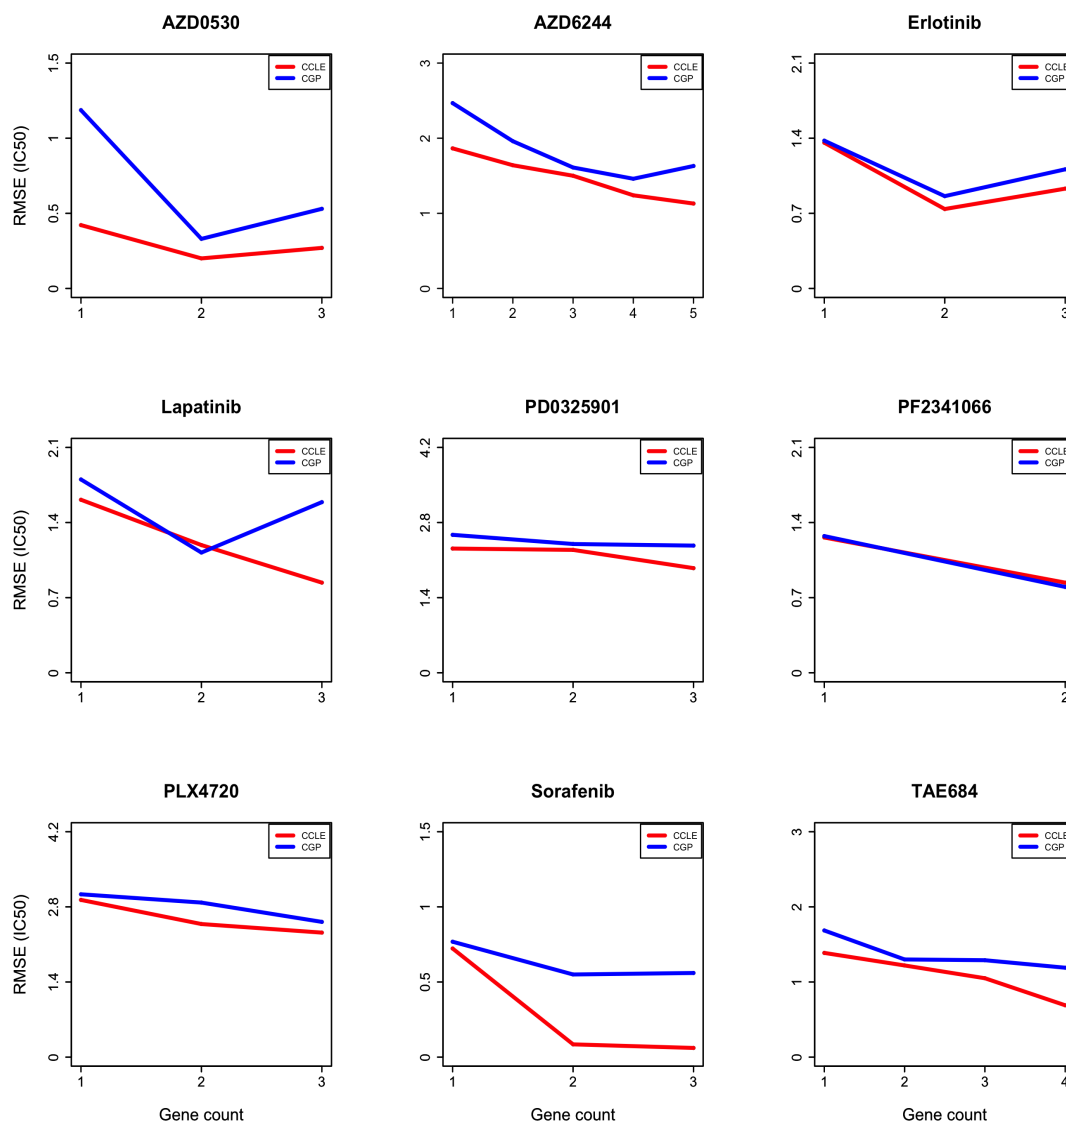 AZD0530
AZD6244
Erlotinib
RMSE (IC50)
0 0.5 1 1.5
CCLE
CGP
1 2 3
0 1 2 3
CCLE
CGP
1 2 3 4 5
0 0.7 1.4 2.1
CCLE
CGP
1 2 3
Lapatinib
PD0325901
PF2341066
RMSE (IC50)
0 0.7 1.4 2.1
CCLE
CGP
1 2 3
0 1.4 2.8 4.2
CCLE
CGP
1 2 3
0 0.7 1.4 2.1
CCLE
CGP
1 2
PLX4720
Sorafenib
TAE684
RMSE (IC50)
0 1.4 2.8 4.2
CCLE
CGP
1 2 3
0 0.5 1 1.5
CCLE
CGP
1 2 3
0 1 2 3
CCLE
CGP
1 2 3 4
Gene count
Gene count
Gene count